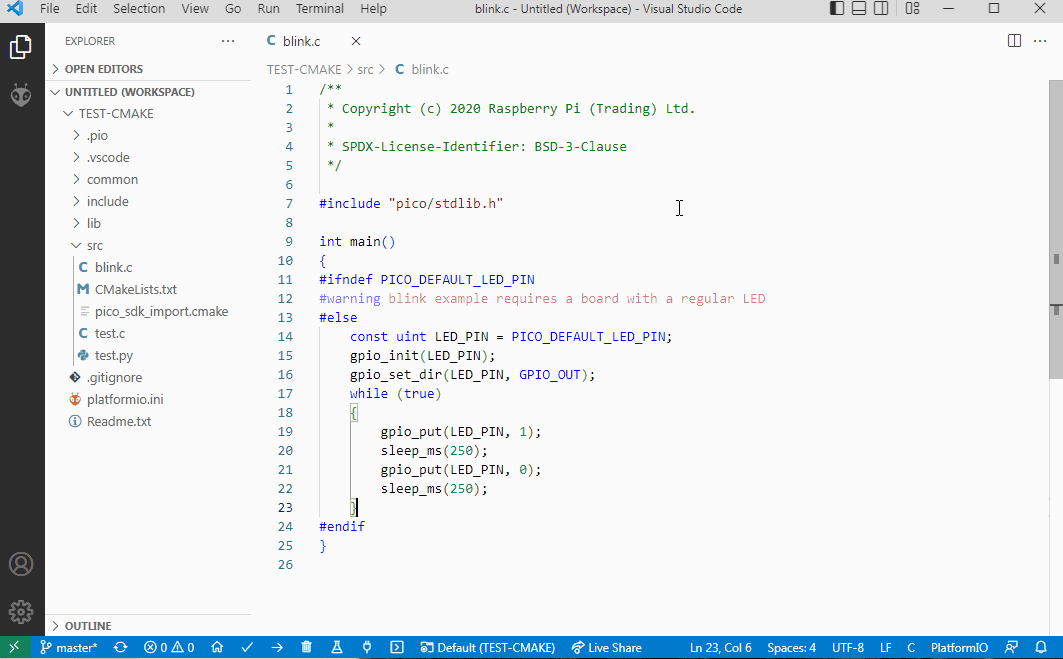 File Edit Selection View Go Run Terminal Help blink.c - Untitled (Workspace) - Visual Studio Code
EXPLORER
OPEN EDITORS
UNTITLED (WORKSPACE)
TEST-CMAKE
.pio
.vscode
common
include
lib
src
C blink.c
M CMakeLists.txt
pico_sdk_import.cmake
C test.c
test.py
.gitignore
platformio.ini
Readme.txt
OUTLINE
C blink.c
TEST-CMAKE > src > C blink.c
1 /**
2 * Copyright (c) 2020 Raspberry Pi (Trading) Ltd.
3 *
4 * SPDX-License-Identifier: BSD-3-Clause
5 */
6
7 #include "pico/stdlib.h"
8
9 int main()
10 {
11 #ifndef PICO_DEFAULT_LED_PIN
12 #warning blink example requires a board with a regular LED
13 #else
14 const uint LED_PIN = PICO_DEFAULT_LED_PIN;
15 gpio_init(LED_PIN);
16 gpio_set_dir(LED_PIN, GPIO_OUT);
17 while (true)
18 {
19 gpio_put(LED_PIN, 1);
20 sleep_ms(250);
21 gpio_put(LED_PIN, 0);
22 sleep_ms(250);
23 }
24 #endif
25 }
26
master* 0 0 Default (TEST-CMAKE) Live Share Ln 23, Col 6 Spaces: 4 UTF-8 LF C PlatformIO